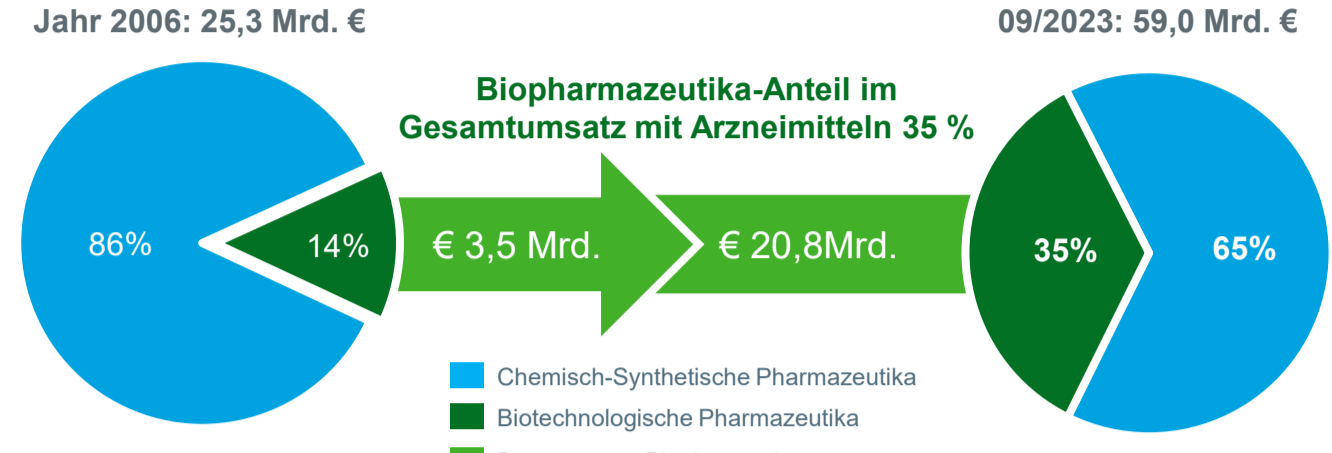 Jahr 2006: 25,3 Mrd. €
09/2023: 59,0 Mrd. €
Biopharmazeutika-Anteil im
Gesamtumsatz mit Arzneimitteln 35 %
86%
14%
€ 3,5 Mrd.
€ 20,8Mrd.
35%
65%
Chemisch-Synthetische Pharmazeutika
Biotechnologische Pharmazeutika